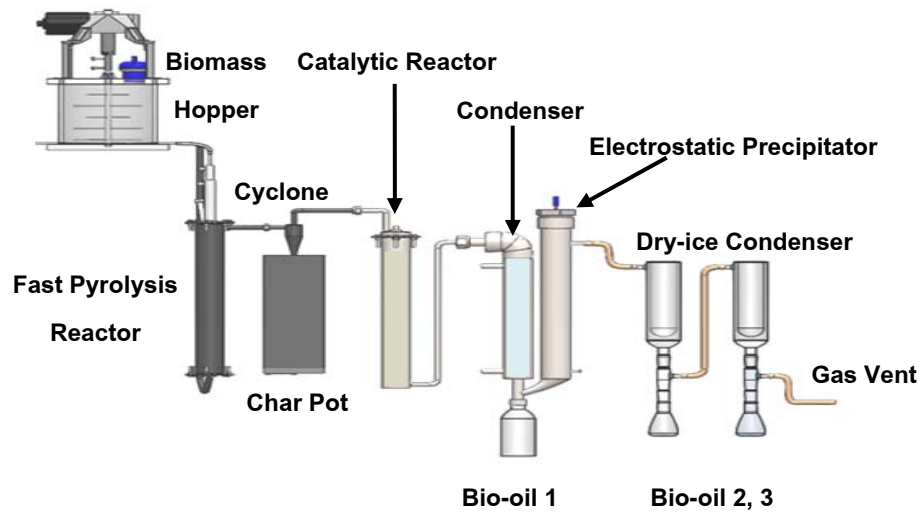 Biomass
Hopper
Catalytic Reactor
Condenser
Electrostatic Precipitator
Cyclone
Dry-ice Condenser
Fast Pyrolysis
Reactor
Char Pot
Gas Vent
Bio-oil 1
Bio-oil 2, 3